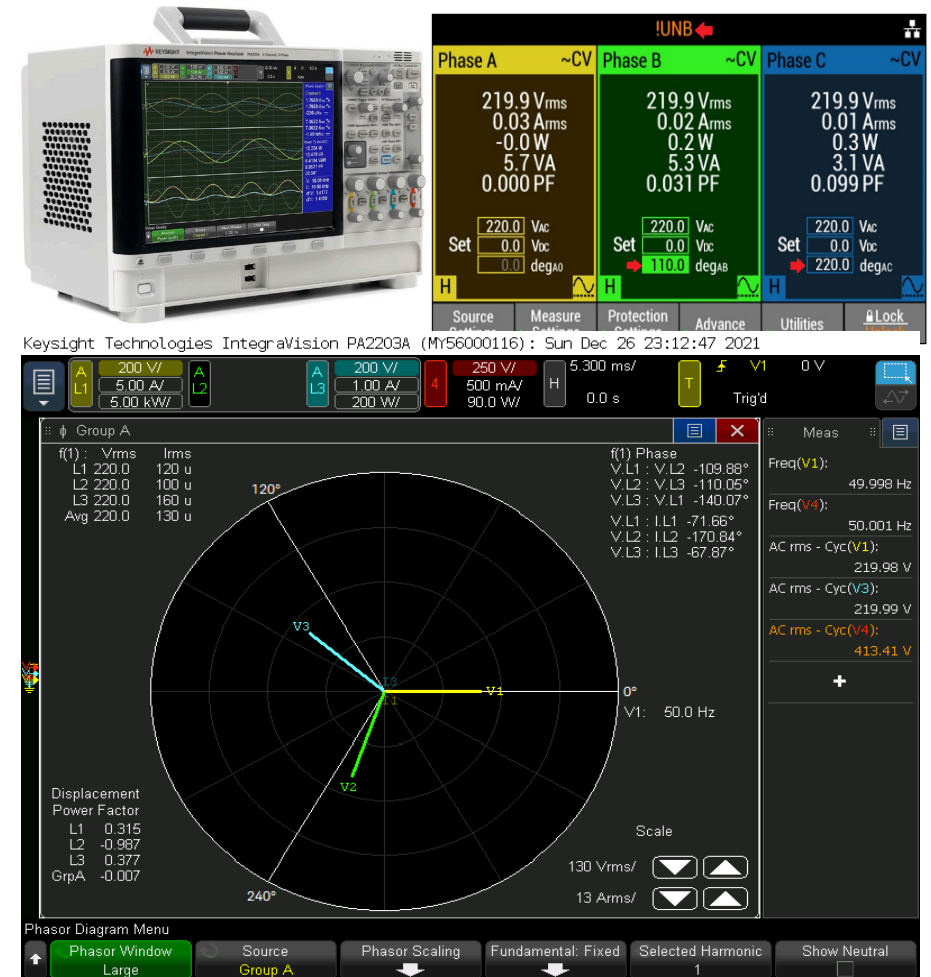 KEYSIGHT IntegraVision Power Analyzer
!UNB
Phase A ~CV
219.9 Vrms
0.03 Arms
-0.0 W
5.7 VA
0.000 PF
220.0 VAC
Set 0.0 VDC
0.0 degA0
H
Phase B ~CV
219.9 Vrms
0.02 Arms
0.2 W
5.3 VA
0.031 PF
220.0 VAC
Set 0.0 VDC
110.0 degAB
H
Phase C ~CV
219.9 Vrms
0.01 Arms
0.3 W
3.1 VA
0.099 PF
220.0 VAC
Set 0.0 VDC
220.0 degAC
H
Source
Measure
Protection
Advance
Utilities
Lock
Keysight Technologies IntegraVision PA2203A (MY56000116): Sun Dec 26 23:12:47 2021
A L1 200 V/ 5.00 A/ 5.00 kW/
A L2
A L3 200 V/ 1.00 A/ 200 W/
4 250 V/ 500 mA/ 90.0 W/
H 5.300 ms/ 0.0 s
T V1 0 V
Trig'd
ϕ Group A
f(1) : Vrms Irms
L1 220.0 120 u
L2 220.0 100 u
L3 220.0 160 u
Avg 220.0 130 u
f(1) Phase
V.L1 : V.L2 -109.88°
V.L2 : V.L3 -110.05°
V.L3 : V.L1 -140.07°
V.L1 : I.L1 -71.66°
V.L2 : I.L2 -170.84°
V.L3 : I.L3 -67.87°
120°
V3
V1
0°
V1: 50.0 Hz
V2
240°
Displacement
Power Factor
L1 0.315
L2 -0.987
L3 0.377
GrpA -0.007
Scale
130 Vrms/
13 Arms/
Meas
Freq(V1):
49.998 Hz
Freq(V4):
50.001 Hz
AC rms - Cyc(V1):
219.98 V
AC rms - Cyc(V3):
219.99 V
AC rms - Cyc(V4):
413.41 V
Phasor Diagram Menu
Phasor Window
Large
Source
Group A
Phasor Scaling
Fundamental: Fixed
Selected Harmonic
1
Show Neutral